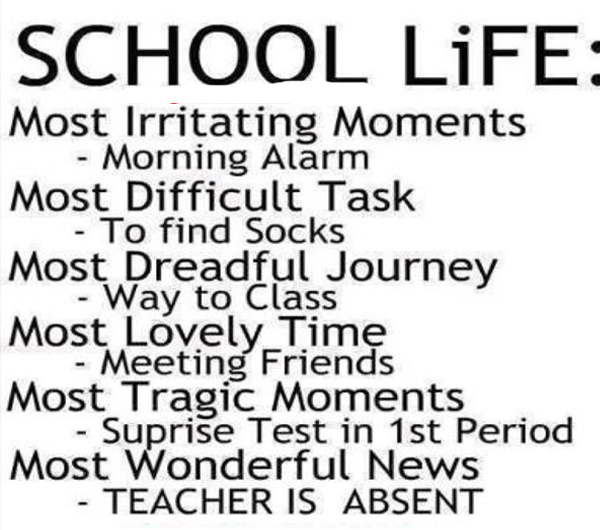 SCHOOL LiFE:
Most Irritating Moments
- Morning Alarm
Most Difficult Task
- To find Socks
Most Dreadful Journey
- Way to Class
Most Lovely Time
- Meeting Friends
Most Tragic Moments
- Suprise Test in 1st Period
Most Wonderful News
- TEACHER IS ABSENT